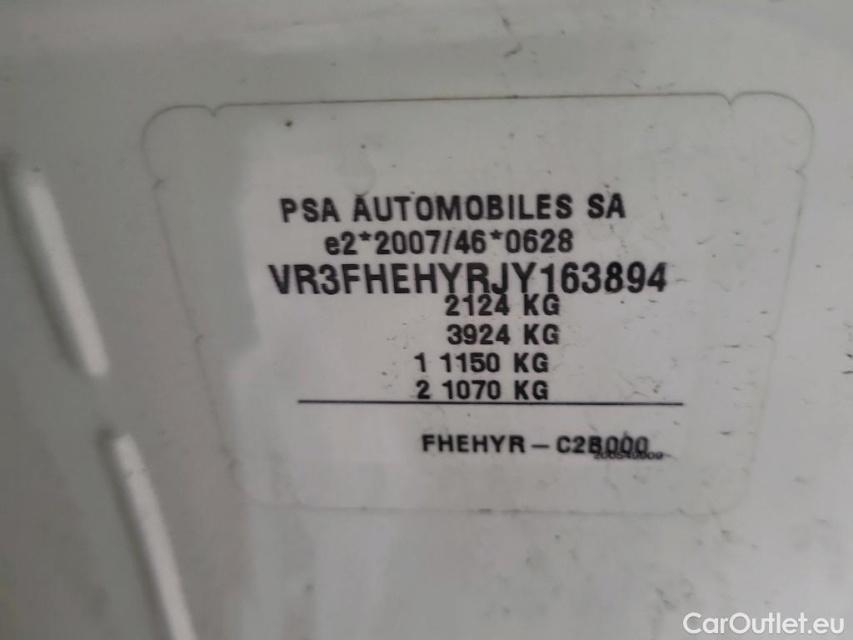 PSA AUTOMOBILES SA
e2*2007/46*0628
VR3FHEHYRJY163894
2124 KG
3924 KG
1 1150 KG
2 1070 KG
FHEHYR – C2B000
CarOutlet.eu